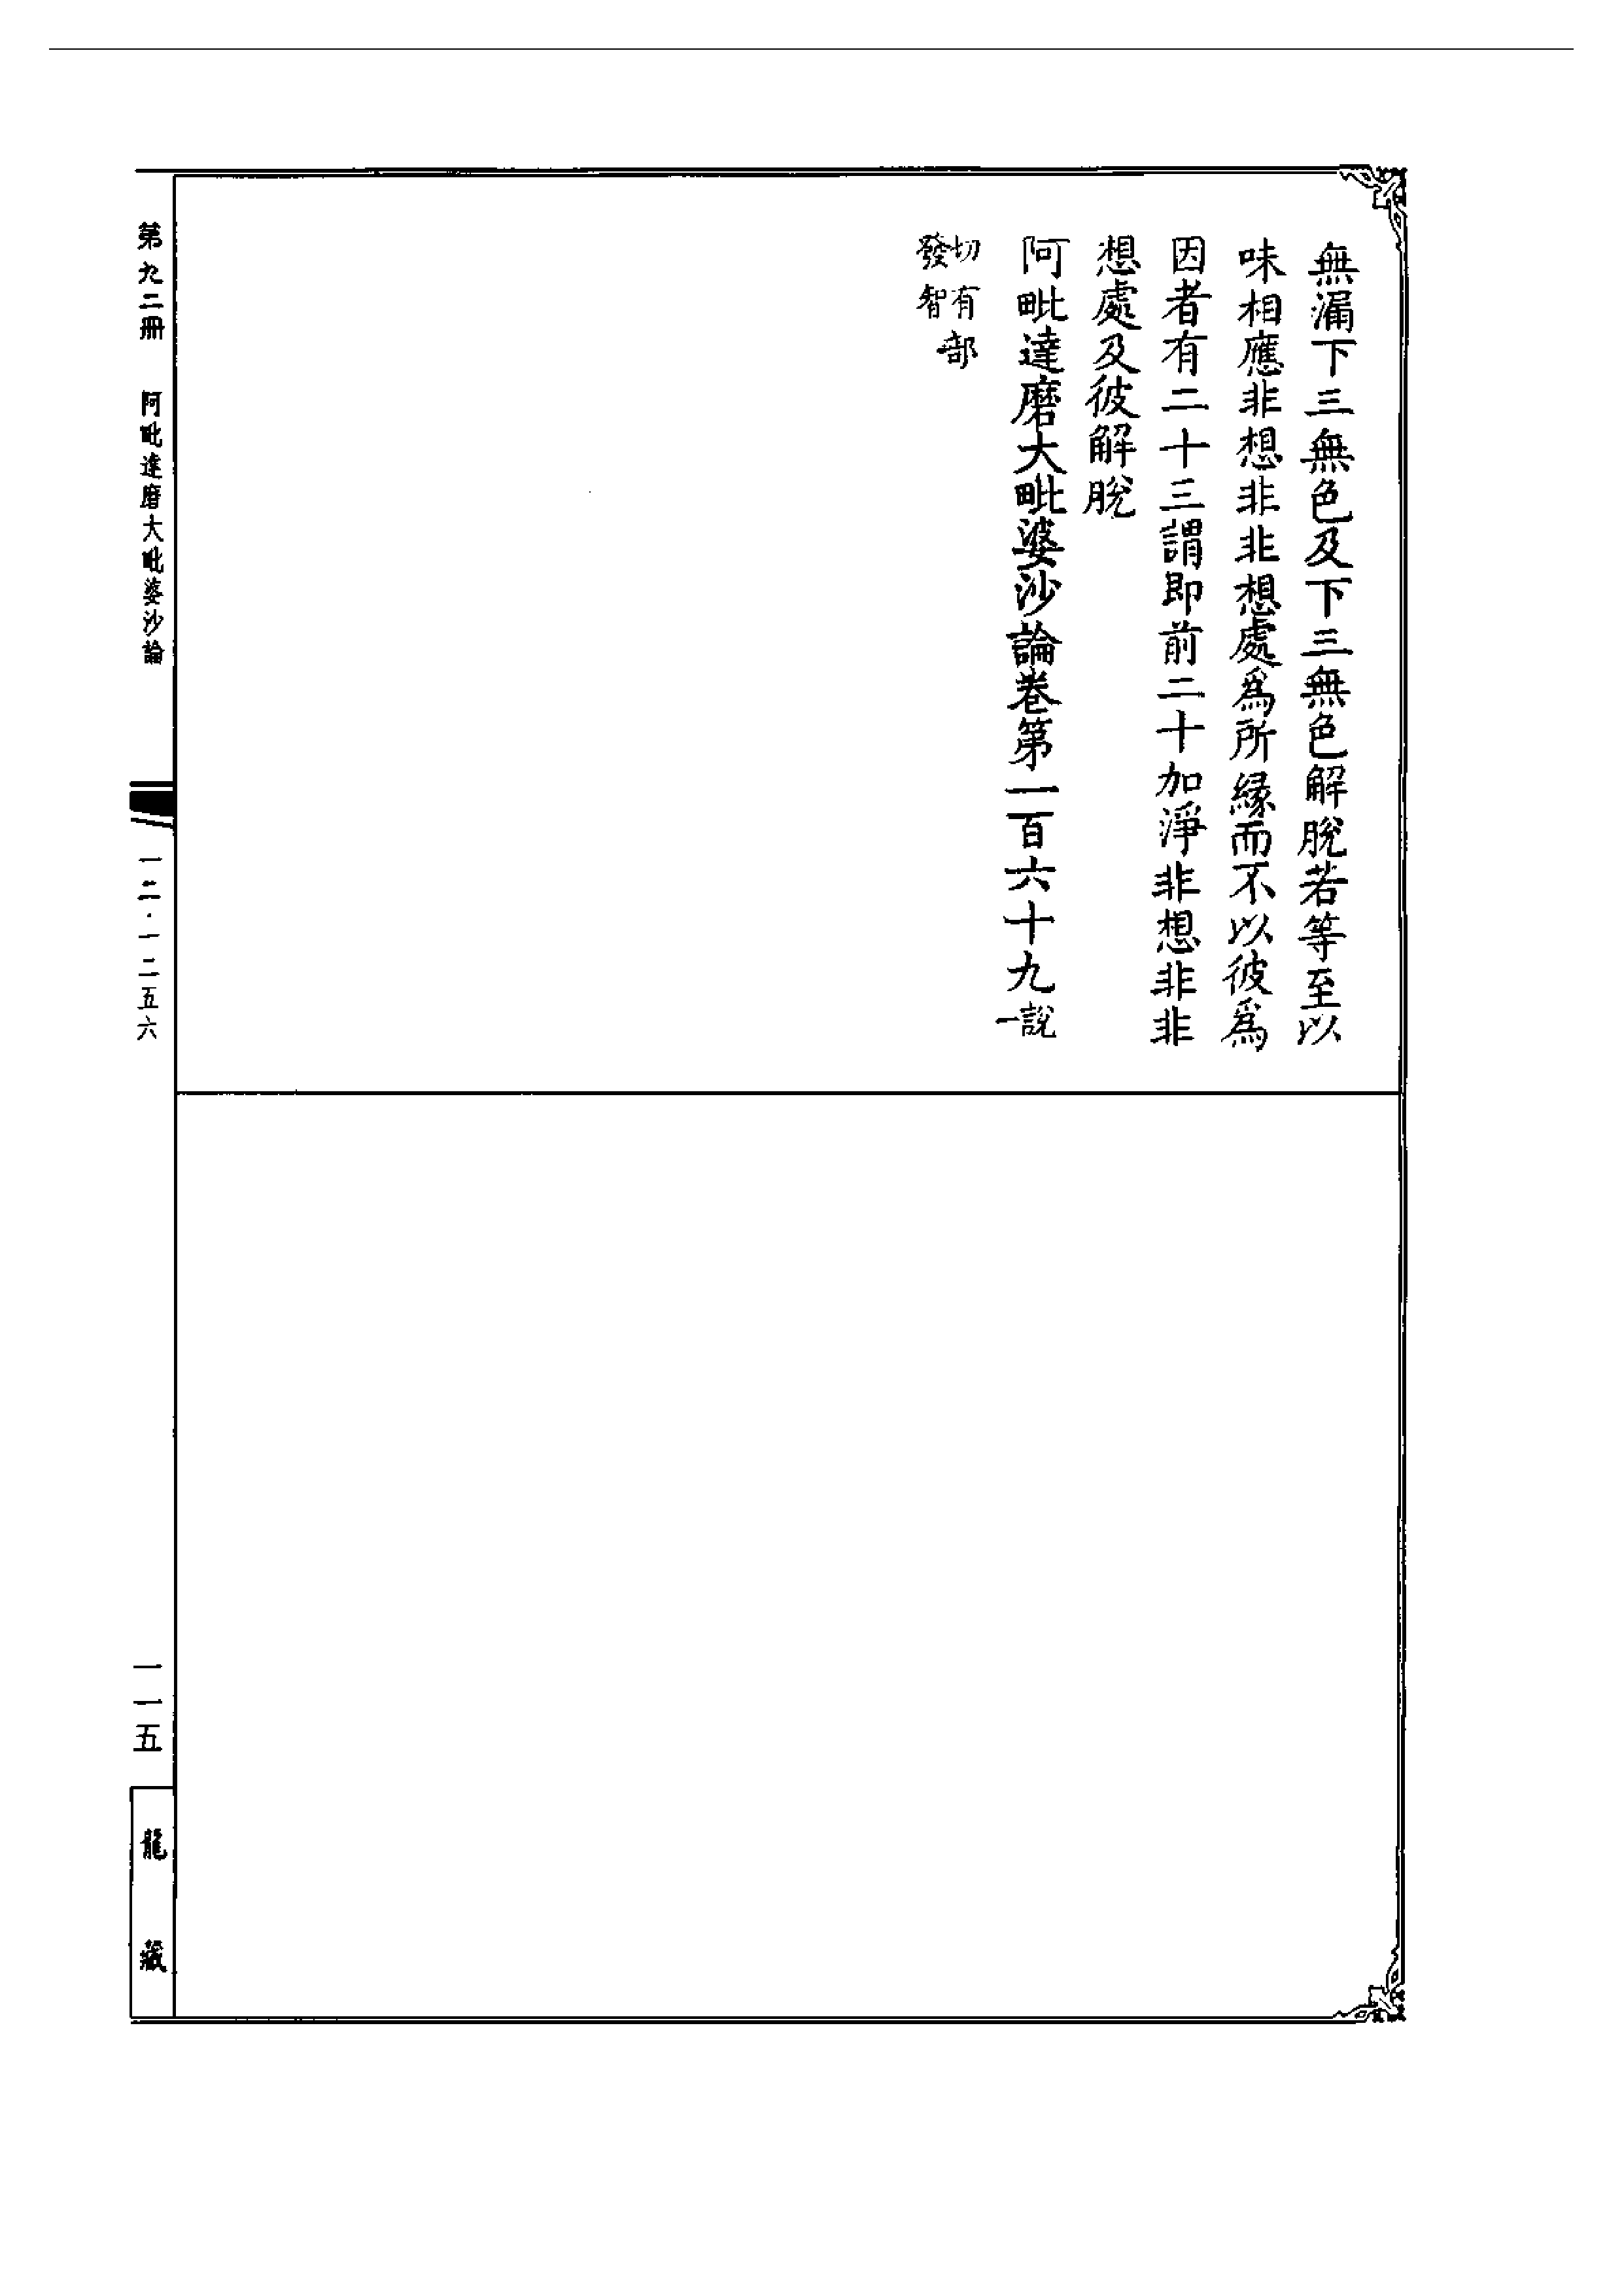 無漏下三無色及下三無色解脫若等至以
味相應非想非非想處為所緣而不以彼為
因者有二十三謂即前二十加淨非想非非
想處及彼解脫
阿毗達磨大毗婆沙論卷第一百六十九說一
切有部發智
第九二冊 阿毗達磨大毗婆沙論 一二·一二五六 一一五 龍藏